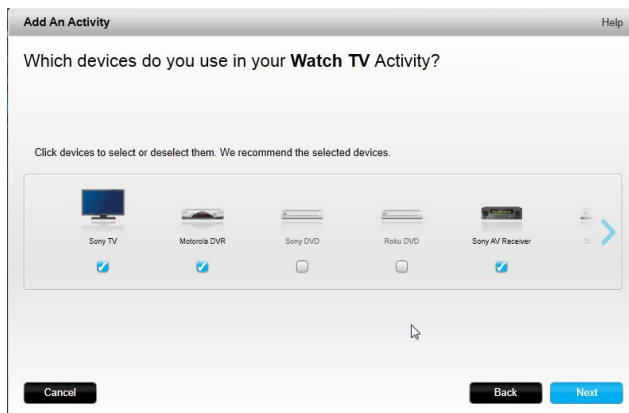 Add An Activity
Help
Which devices do you use in your Watch TV Activity?
Click devices to select or deselect them. We recommend the selected devices.
Sony TV
Motorola DVR
Sony DVD
Roku DVD
Sony AV Receiver
Cancel
Back
Next